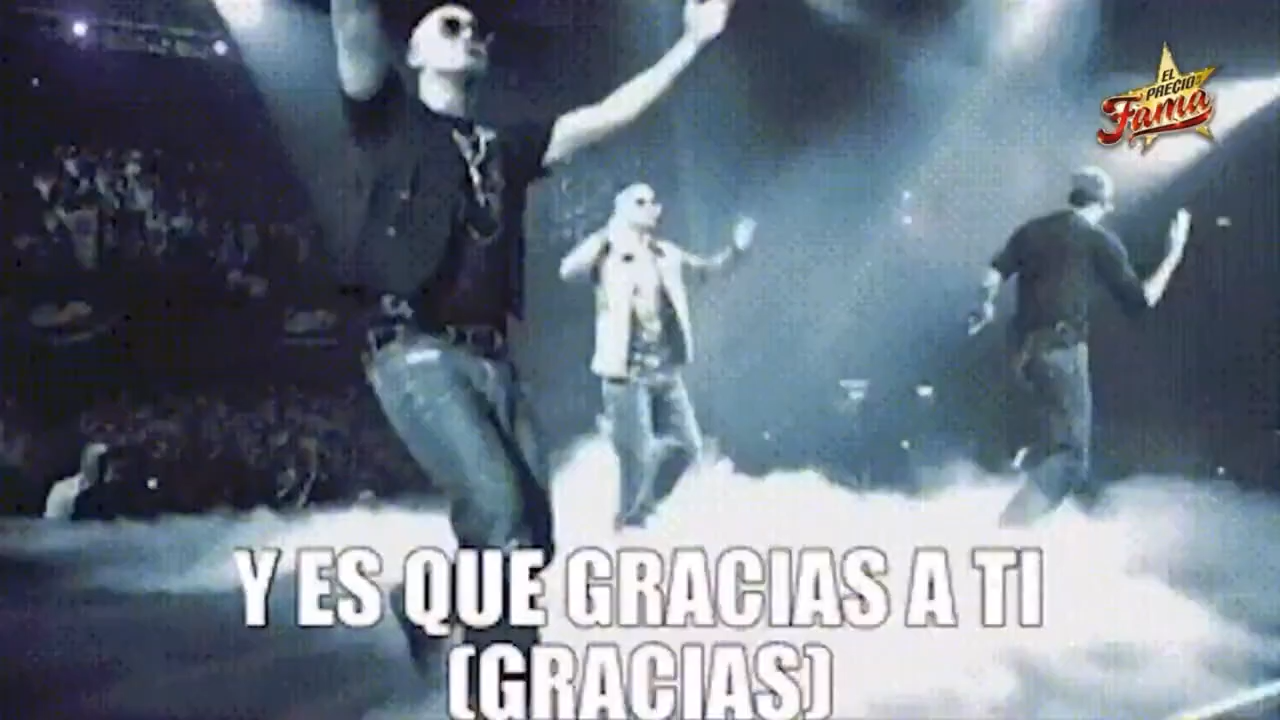 EL
PRECIO
Fama
Y ES QUE GRACIAS A TI
(GRACIAS)